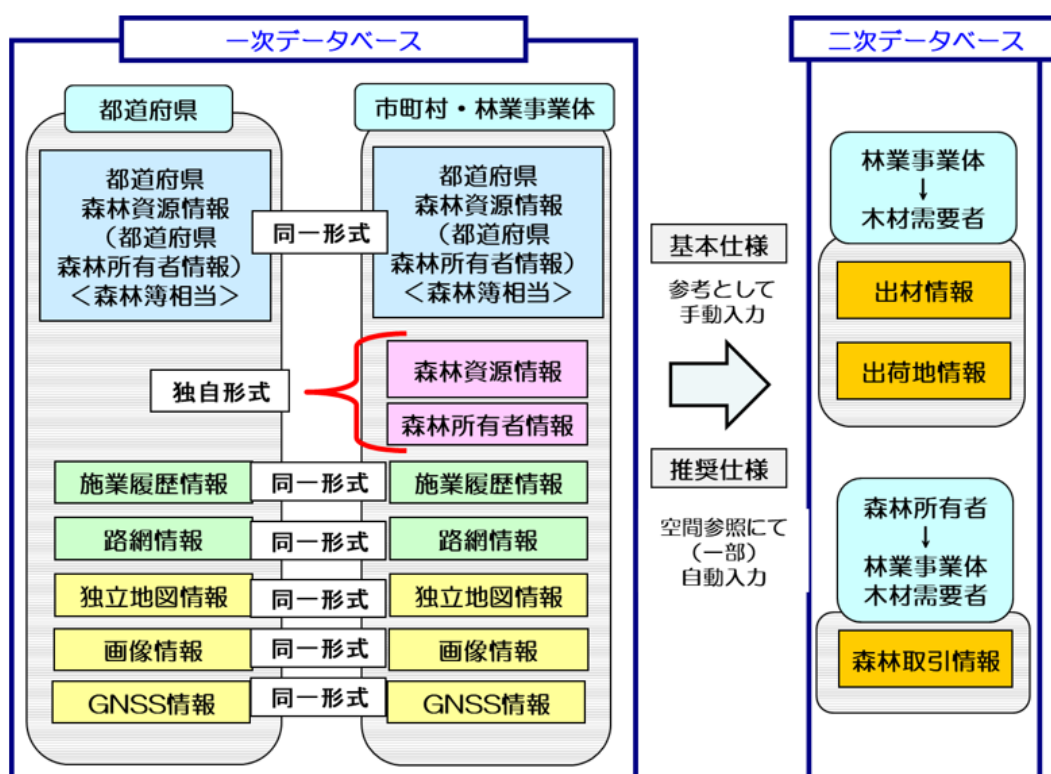 一次データベース
都道府県
市町村・林業事業体
都道府県
森林資源情報
（都道府県
森林所有者情報）
＜森林簿相当＞
同一形式
都道府県
森林資源情報
（都道府県
森林所有者情報）
＜森林簿相当＞
独自形式
森林資源情報
森林所有者情報
施業履歴情報
同一形式
施業履歴情報
路網情報
同一形式
路網情報
独立地図情報
同一形式
独立地図情報
画像情報
同一形式
画像情報
GNSS情報
同一形式
GNSS情報
基本仕様
参考として
手動入力
推奨仕様
空間参照にて
（一部）
自動入力
二次データベース
林業事業体
↓
木材需要者
出材情報
出荷地情報
森林所有者
↓
林業事業体
木材需要者
森林取引情報